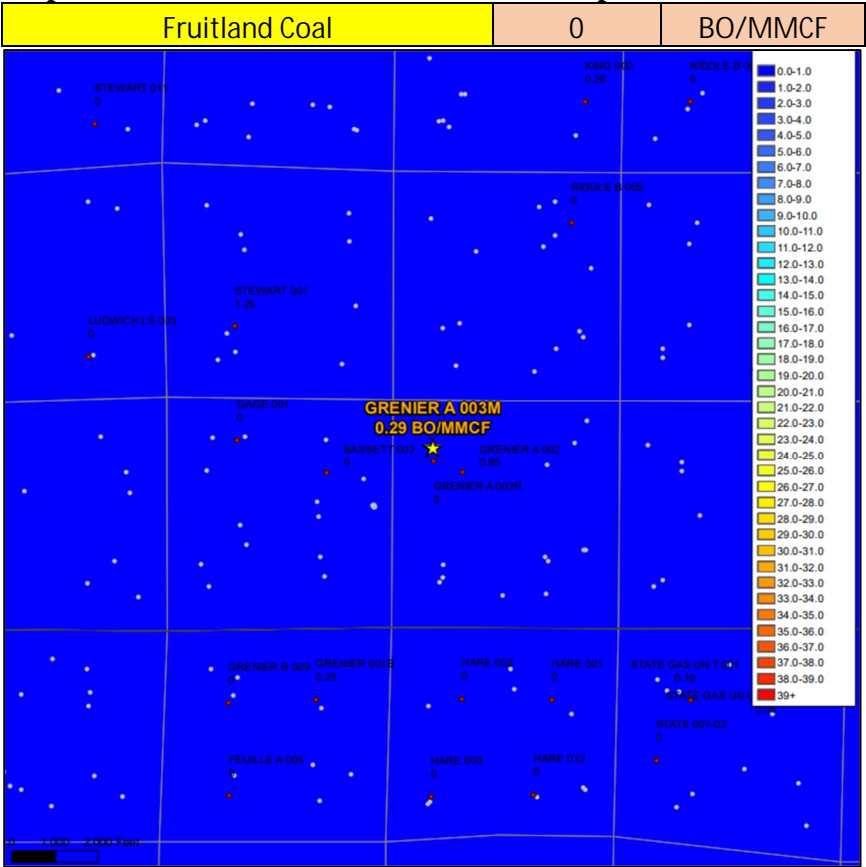 Fruitland Coal 0 BO/MMCF
STEWART 011
0
KING 002
0.26
RIDDLE B
0
RIDDLE B 009
0
STEWART 001
1.25
LUDWICK LS 003
0
GAGE 001
0
GRENIER A 003M
0.29 BO/MMCF
BASSETT 002
0
GRENIER A 002
0.85
GRENIER A 002R
0
GRENIER B 009
0
GRENIER 001B
0.25
HARE 002
0
HARE 001
0
STATE GAS UN T 001
0.19
STATE GAS UN
STATE 007-02
0
FEUILLE A 004
0
HARE 003
0
HARE 013
0
0 1,000 2,000 Feet
0.0-1.0
1.0-2.0
2.0-3.0
3.0-4.0
4.0-5.0
5.0-6.0
6.0-7.0
7.0-8.0
8.0-9.0
9.0-10.0
10.0-11.0
11.0-12.0
12.0-13.0
13.0-14.0
14.0-15.0
15.0-16.0
16.0-17.0
17.0-18.0
18.0-19.0
19.0-20.0
20.0-21.0
21.0-22.0
22.0-23.0
23.0-24.0
24.0-25.0
25.0-26.0
26.0-27.0
27.0-28.0
28.0-29.0
29.0-30.0
30.0-31.0
31.0-32.0
32.0-33.0
33.0-34.0
34.0-35.0
35.0-36.0
36.0-37.0
37.0-38.0
38.0-39.0
39+